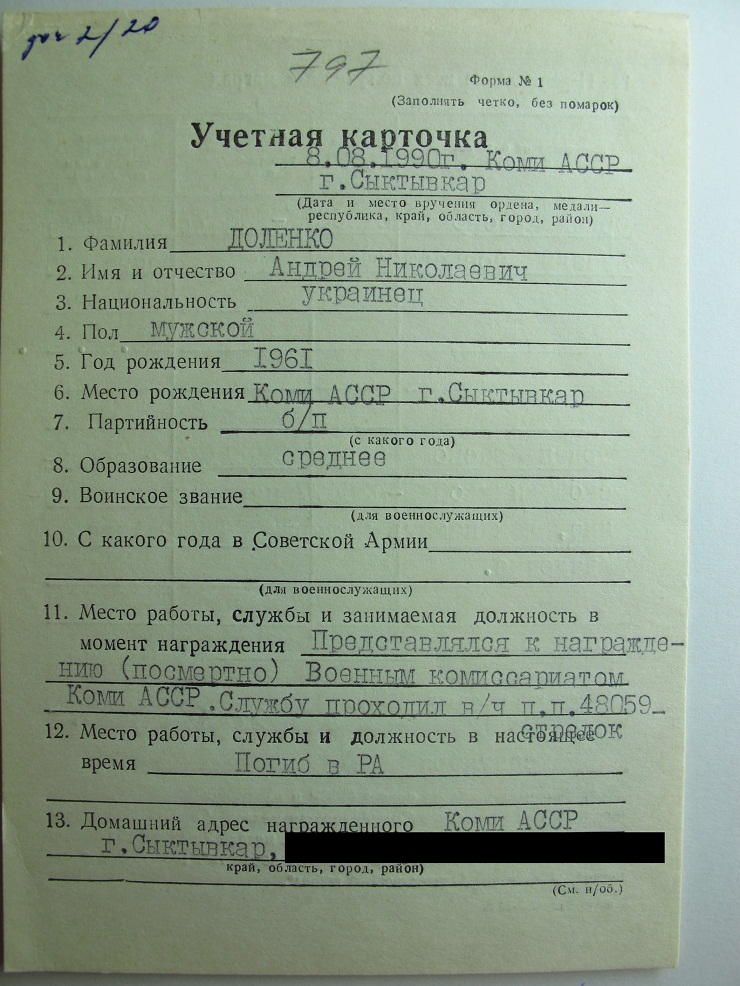 2/20
797
Форма № 1
(Заполнять четко, без помарок)
Учетная карточка
8.08.1990г. Коми АССР
г.Сыктывкар
(Дата и место вручения ордена, медали—
республика, край, область, город, район)
1. Фамилия ДОЛЕНКО
2. Имя и отчество Андрей Николаевич
3. Национальность украинец
4. Пол мужской
5. Год рождения 1961
6. Место рождения Коми АССР г.Сыктывкар
7. Партийность б/п
(с какого года)
8. Образование среднее
9. Воинское звание
(для военнослужащих)
10. С какого года в Советской Армии
(для военнослужащих)
11. Место работы, службы и занимаемая должность в
момент награждения Представлялся к награжде-
нию (посмертно) Военным комиссариатом
Коми АССР.Службу проходил в/ч п.п.48059-
стрелок
12. Место работы, службы и должность в настоящее
время Погиб в РА
13. Домашний адрес награжденного Коми АССР
г.Сыктывкар,
край, область, город, район)
(См. н/об.)